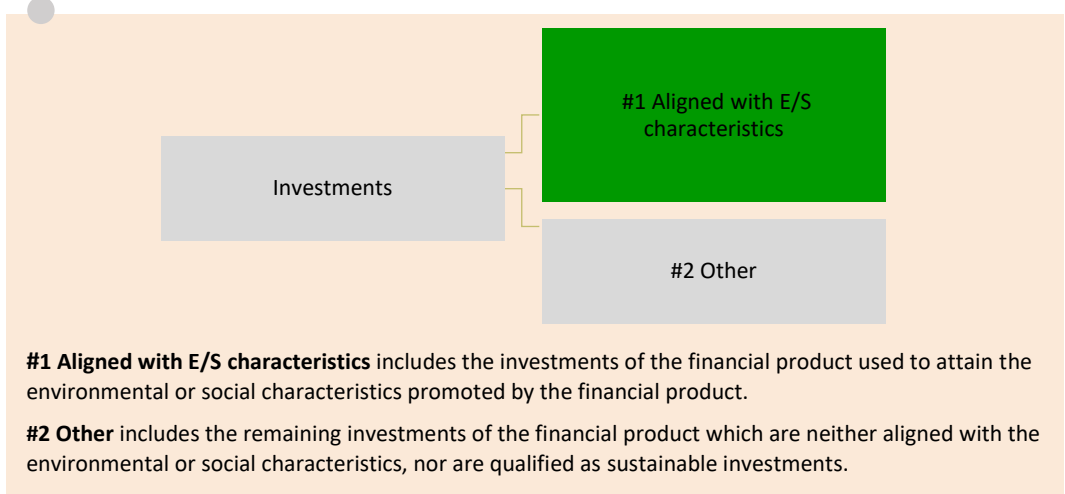 #1 Aligned with E/S
characteristics
Investments
#2 Other
#1 Aligned with E/S characteristics includes the investments of the financial product used to attain the
environmental or social characteristics promoted by the financial product.
#2 Other includes the remaining investments of the financial product which are neither aligned with the
environmental or social characteristics, nor are qualified as sustainable investments.